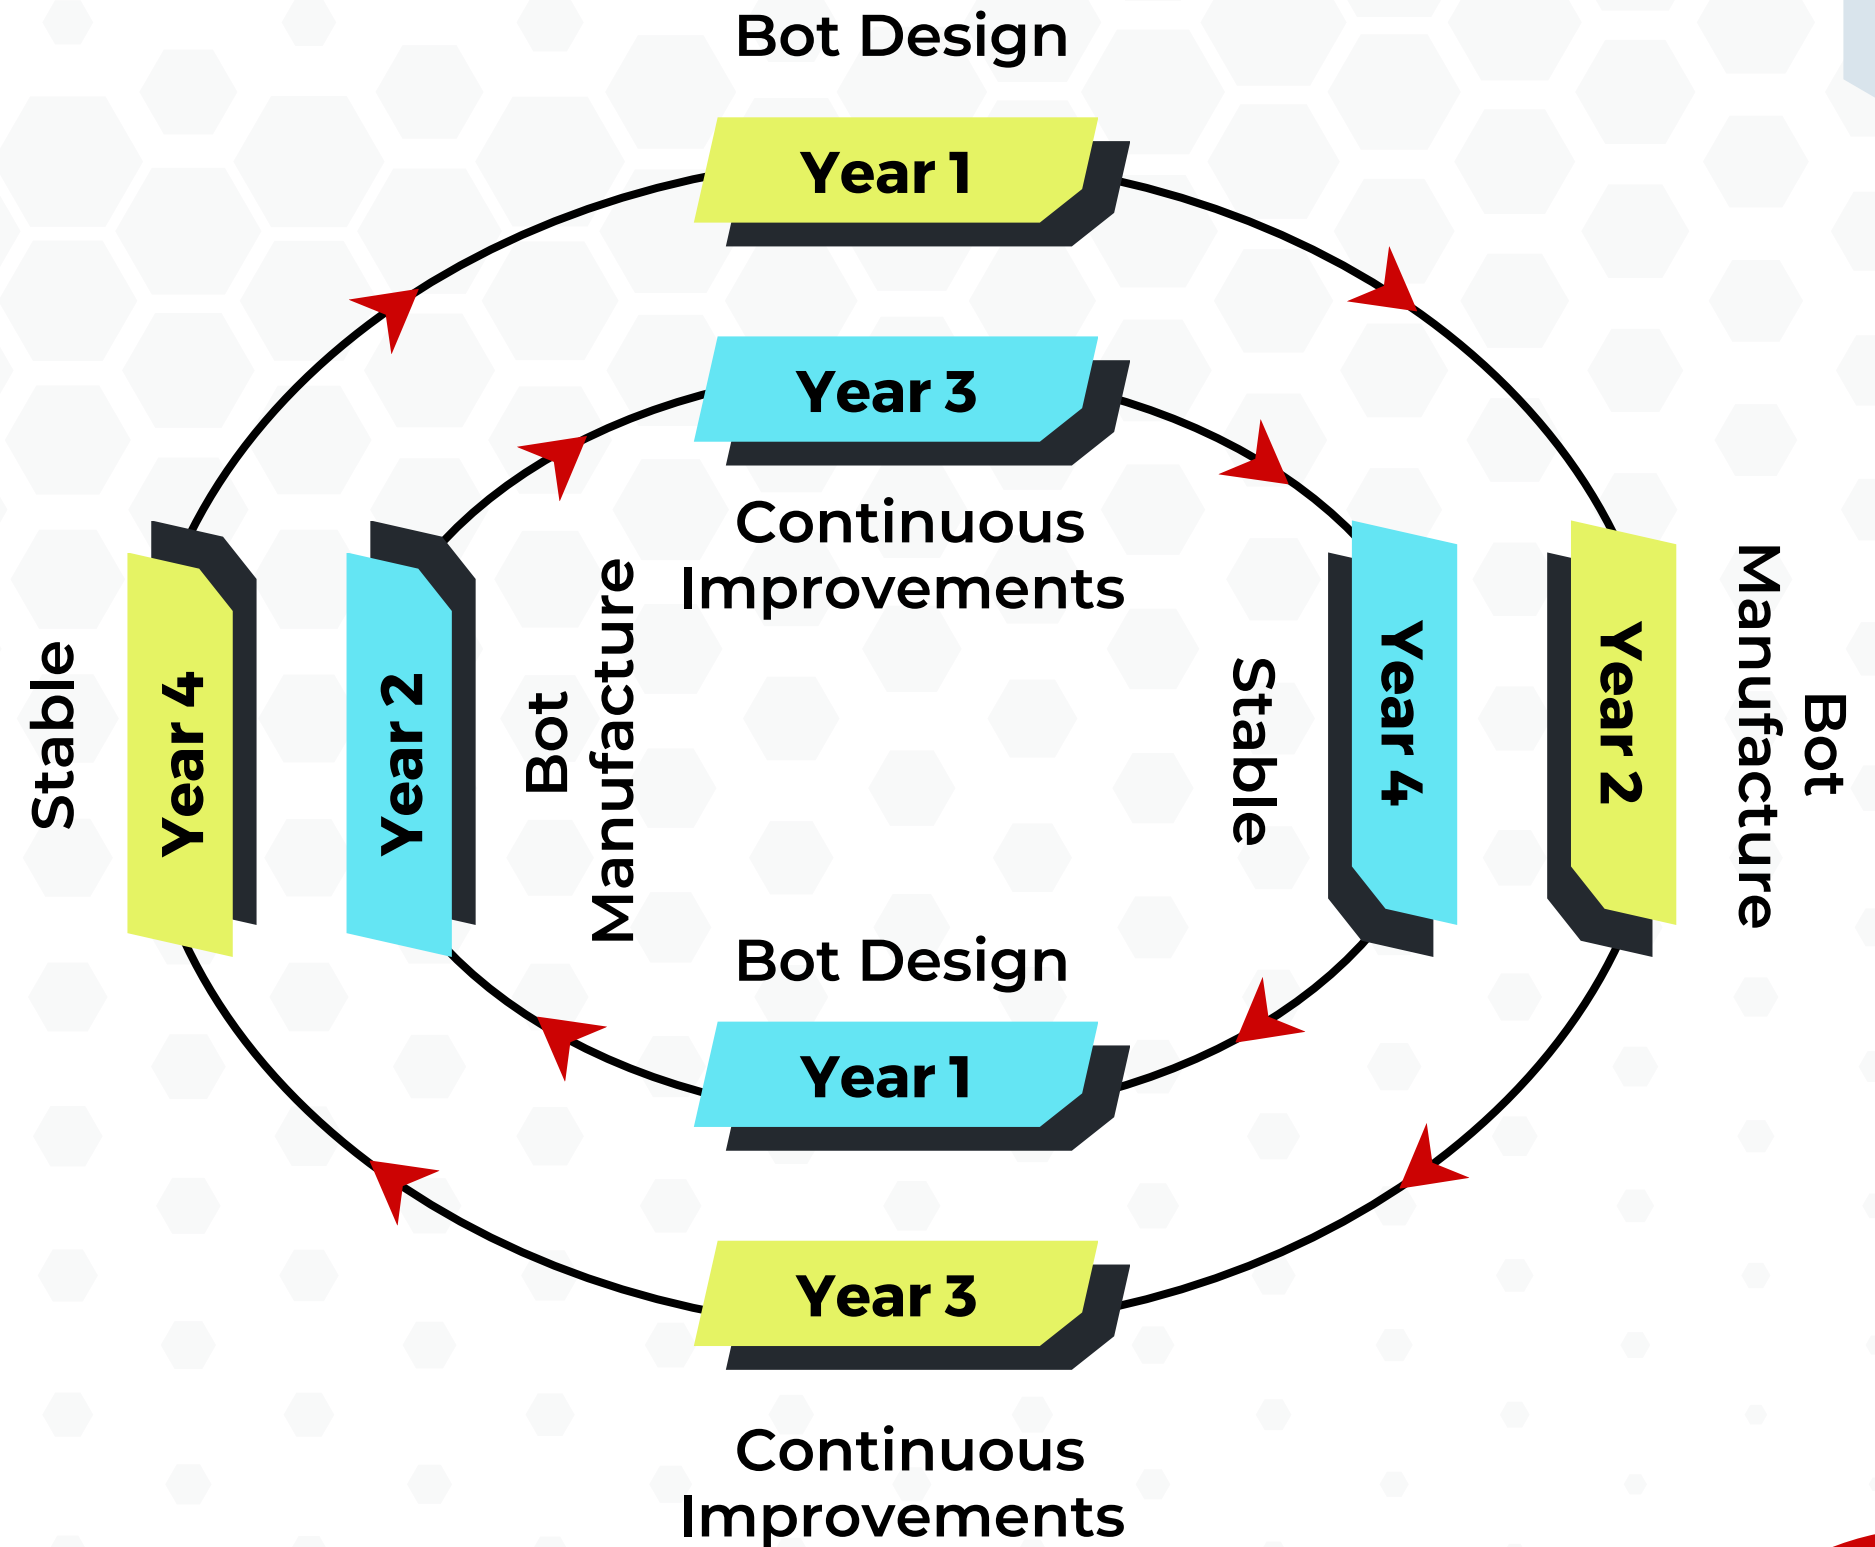 Bot Design
Year 1
Year 3
Continuous
Improvements
Stable
Year 4
Year 2
Bot
Manufacture
Stable
Year 4
Year 2
Bot
Manufacture
Bot Design
Year 1
Year 3
Continuous
Improvements